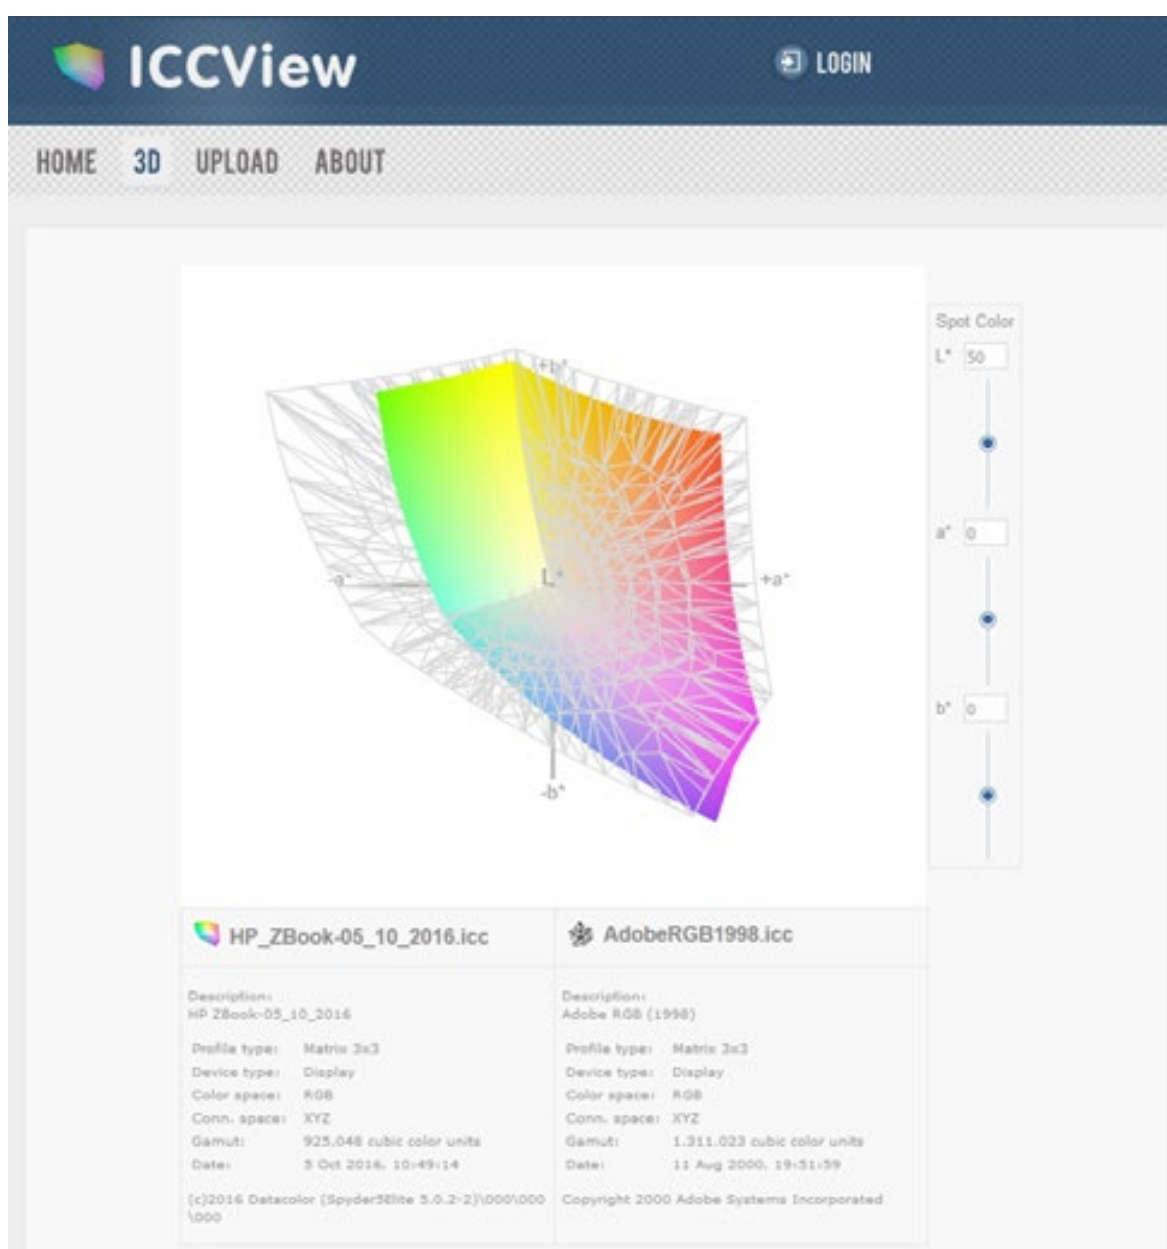 ICCView
LOGIN
HOME 3D UPLOAD ABOUT
Spot Color
L* 50
a* 0
b* 0
+b*
-a*
L*
+a*
-b*
HP_ZBook-05_10_2016.icc
Description:
HP ZBook-05_10_2016
Profile type: Matrix 3x3
Device type: Display
Color space: RGB
Conn. space: XYZ
Gamut: 925.048 cubic color units
Date: 5 Oct 2016, 10:49:14
(c)2016 Datacolor (Spyder5Elite 5.0.2-2)\000\000
\000
AdobeRGB1998.icc
Description:
Adobe RGB (1998)
Profile type: Matrix 3x3
Device type: Display
Color space: RGB
Conn. space: XYZ
Gamut: 1.311.023 cubic color units
Date: 11 Aug 2000, 19:51:59
Copyright 2000 Adobe Systems Incorporated